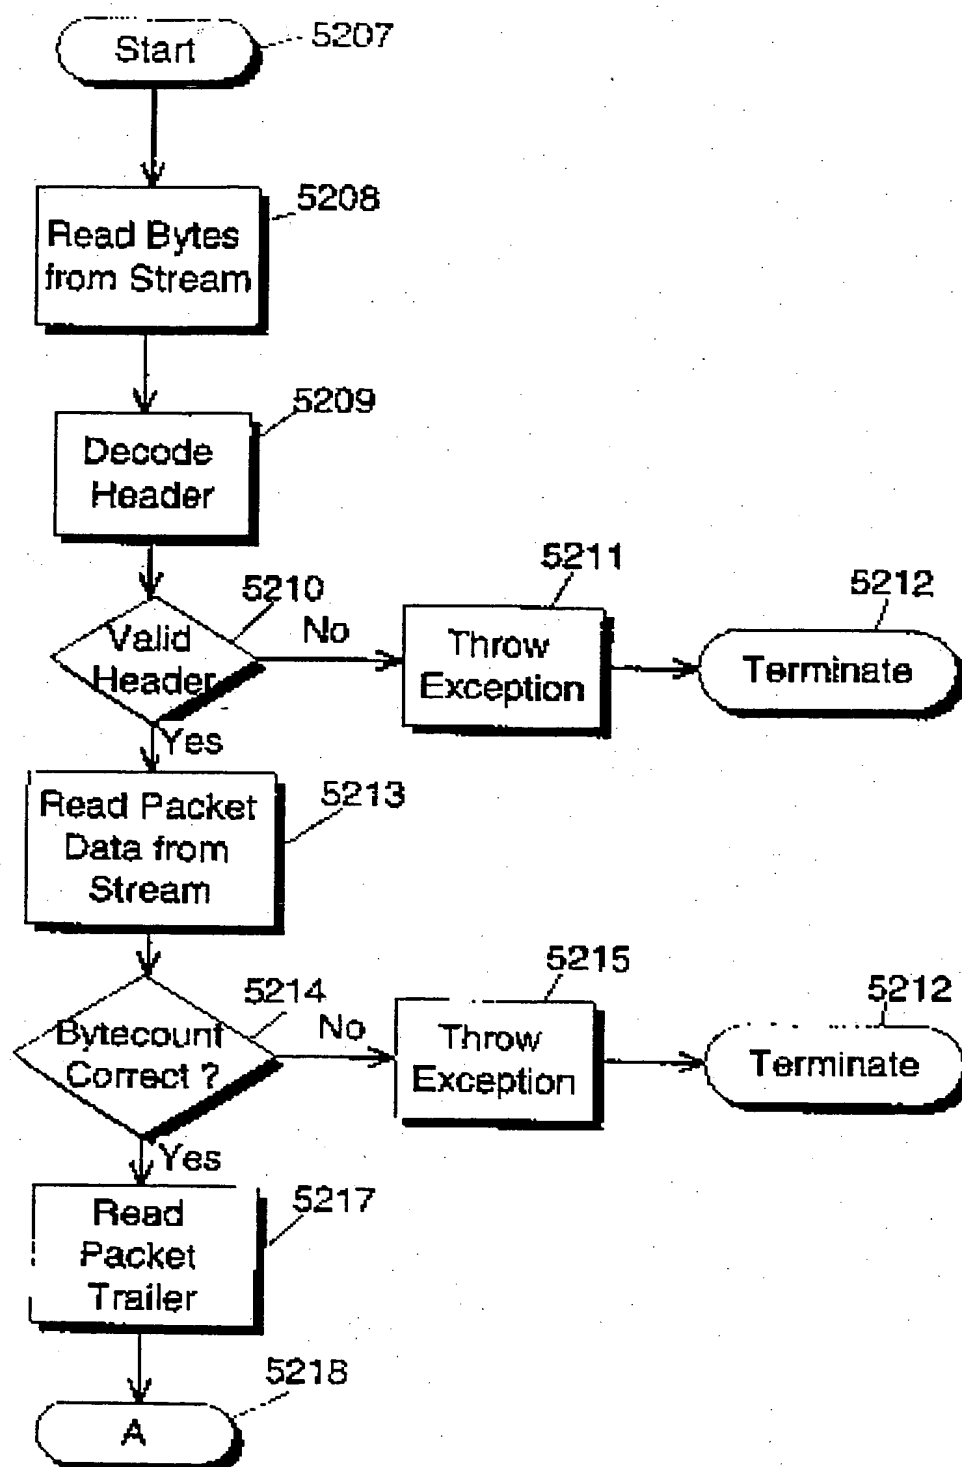 Start
5207
5208
Read Bytes
from Stream
5209
Decode
Header
5210
Valid
Header
No
5211
Throw
Exception
5212
Terminate
Yes
5213
Read Packet
Data from
Stream
5214
Bytecount
Correct ?
No
5215
Throw
Exception
5212
Terminate
Yes
5217
Read
Packet
Trailer
5218
A